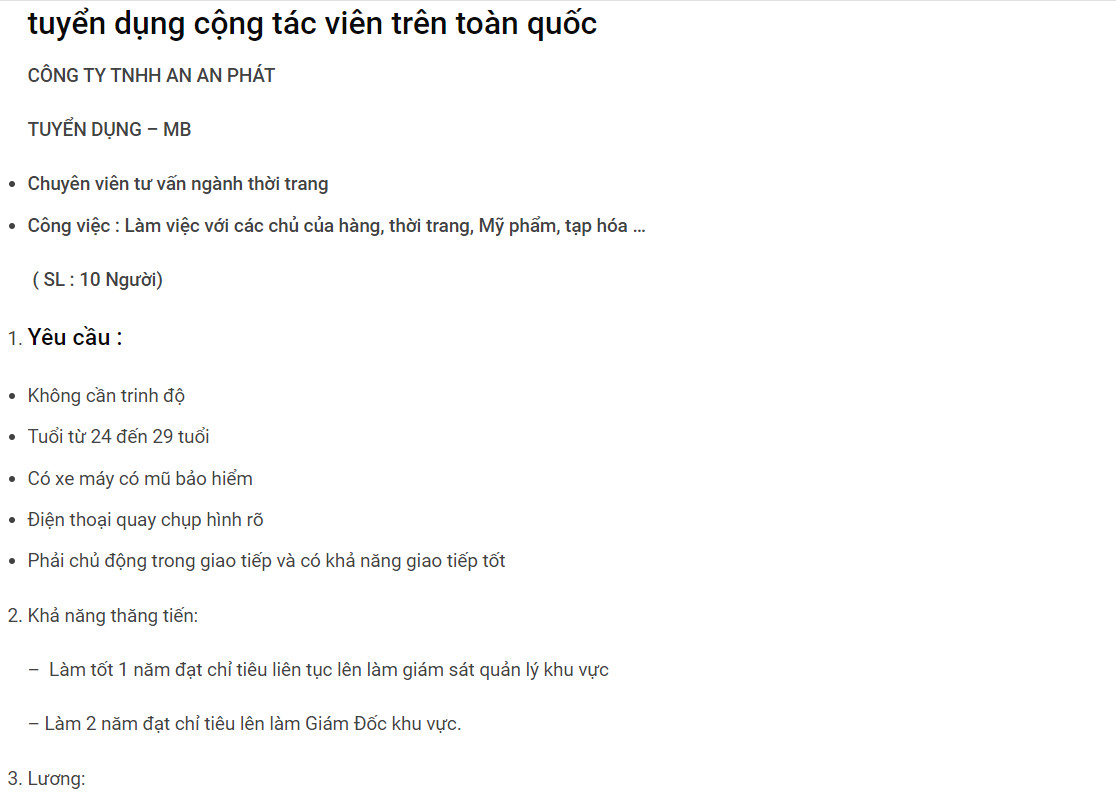 tuyển dụng cộng tác viên trên toàn quốc
CÔNG TY TNHH AN AN PHÁT
TUYỂN DỤNG – MB
• Chuyên viên tư vấn ngành thời trang
• Công việc : Làm việc với các chủ của hàng, thời trang, Mỹ phẩm, tạp hóa ...
( SL : 10 Người)
1. Yêu cầu :
• Không cần trinh độ
• Tuổi từ 24 đến 29 tuổi
• Có xe máy có mũ bảo hiểm
• Điện thoại quay chụp hình rõ
• Phải chủ động trong giao tiếp và có khả năng giao tiếp tốt
2. Khả năng thăng tiến:
– Làm tốt 1 năm đạt chỉ tiêu liên tục lên làm giám sát quản lý khu vực
– Làm 2 năm đạt chỉ tiêu lên làm Giám Đốc khu vực.
3. Lương: